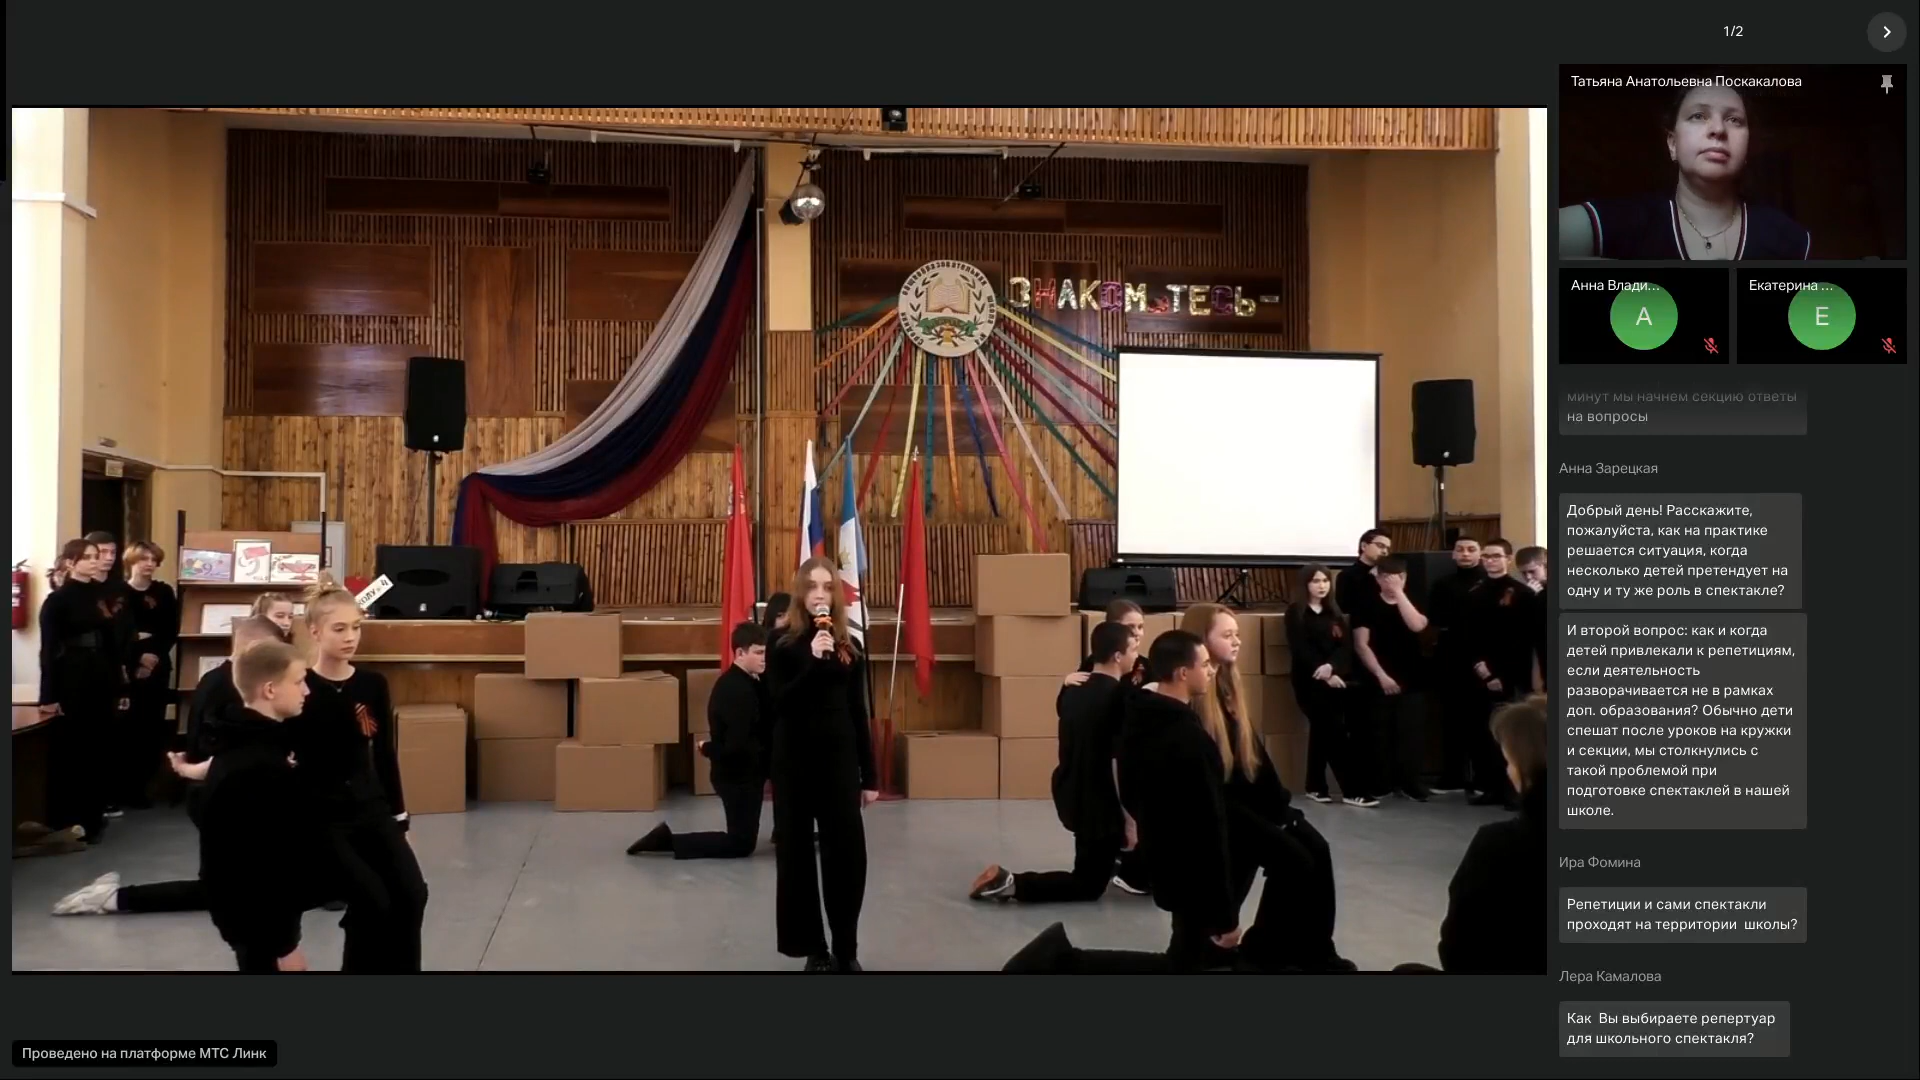 1/2
Татьяна Анатольевна Поскакалова
Анна Влади...
Екатерина ...
А
Е
ЗНАКОМЬТЕСЬ-
минут мы начнем секцию ответы
на вопросы
Анна Зарецкая
Добрый день! Расскажите,
пожалуйста, как на практике
решается ситуация, когда
несколько детей претендует на
одну и ту же роль в спектакле?
И второй вопрос: как и когда
детей привлекали к репетициям,
если деятельность
разворачивается не в рамках
доп. образования? Обычно дети
спешат после уроков на кружки
и секции, мы столкнулись с
такой проблемой при
подготовке спектаклей в нашей
школе.
Ира Фомина
Репетиции и сами спектакли
проходят на территории  школы?
Лера Камалова
Как  Вы выбираете репертуар
для школьного спектакля?
Проведено на платформе МТС Линк